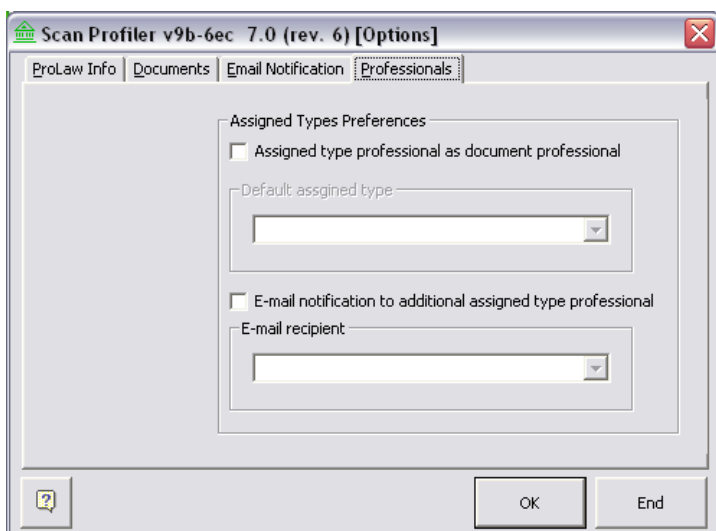 Scan Profiler v9b-6ec 7.0 (rev. 6) [Options]
ProLaw Info Documents Email Notification Professionals
Assigned Types Preferences
Assigned type professional as document professional
Default assgined type
E-mail notification to additional assigned type professional
E-mail recipient
? OK End